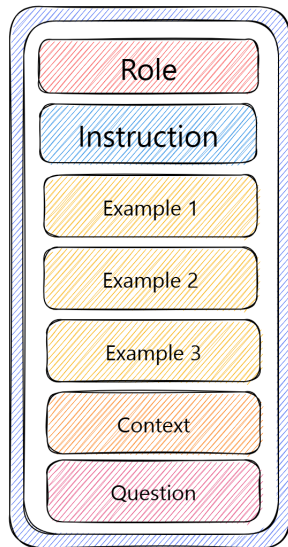 Role
Instruction
Example 1
Example 2
Example 3
Context
Question